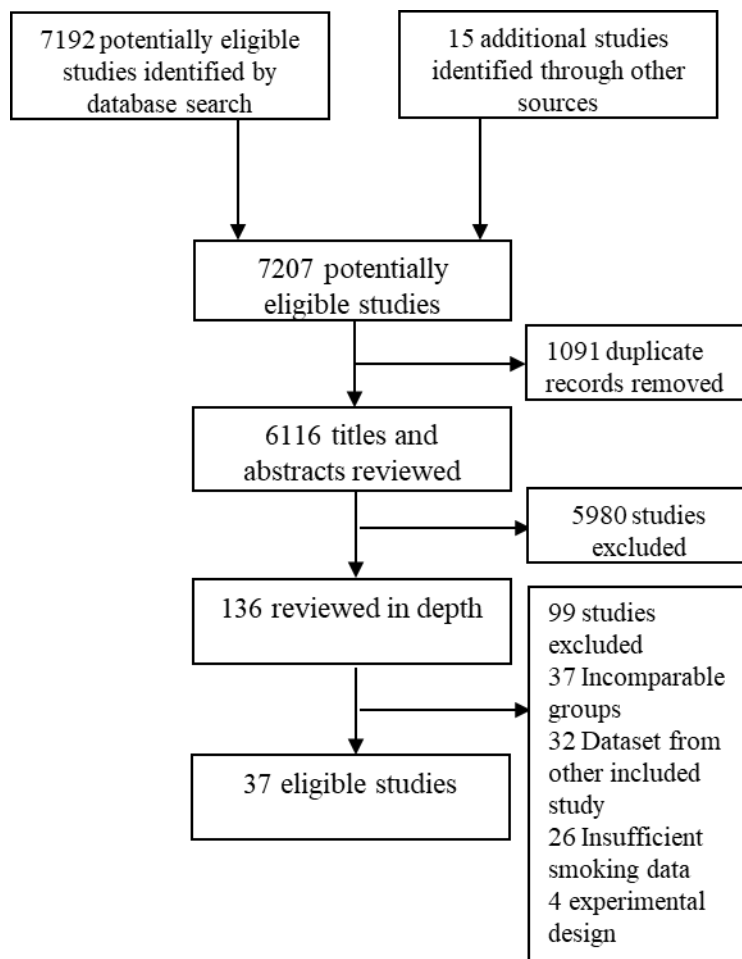 7192 potentially eligible
studies identified by
database search
15 additional studies
identified through other
sources
7207 potentially
eligible studies
1091 duplicate
records removed
6116 titles and
abstracts reviewed
5980 studies
excluded
136 reviewed in depth
99 studies
excluded
37 Incomparable
groups
32 Dataset from
other included
study
26 Insufficient
smoking data
4 experimental
design
37 eligible studies